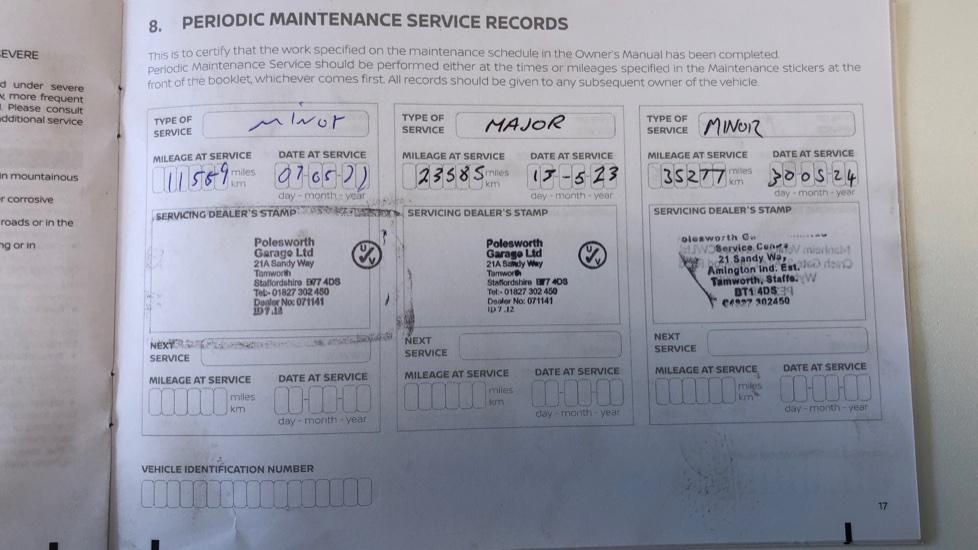 EVERE
d under severe
w, more frequent
. Please consult
dditional service
in mountainous
r corrosive
roads or in the
ng or in
8. PERIODIC MAINTENANCE SERVICE RECORDS
This is to certify that the work specified on the maintenance schedule in the Owner's Manual has been completed.
Periodic Maintenance Service should be performed either at the times or mileages specified in the Maintenance stickers at the
front of the booklet, whichever comes first. All records should be given to any subsequent owner of the vehicle.
TYPE OF SERVICE Minor
MILEAGE AT SERVICE DATE AT SERVICE
11569 miles km
day - month - year
SERVICING DEALER'S STAMP
Polesworth
Garage Ltd
21A Sandy Way
Tamworth
Staffordshire B77 4DS
Tel:- 01827 302 450
Dealer No: 071141
ID 7.12
NEXT SERVICE
MILEAGE AT SERVICE DATE AT SERVICE
miles km
day - month - year
TYPE OF SERVICE MAJOR
MILEAGE AT SERVICE DATE AT SERVICE
23585 miles km
day - month - year
SERVICING DEALER'S STAMP
Polesworth
Garage Ltd
21A Sandy Way
Tamworth
Staffordshire B77 4DS
Tel:- 01827 302 450
Dealer No: 071141
ID 7.12
NEXT SERVICE
MILEAGE AT SERVICE DATE AT SERVICE
miles km
day - month - year
TYPE OF SERVICE MINOR
MILEAGE AT SERVICE DATE AT SERVICE
35277 miles km 30 05 24
day - month - year
SERVICING DEALER'S STAMP
Service
21 Sandy Way
Amington Ind. Est.
Tamworth, Staffs.
BT1 4DS
302450
NEXT SERVICE
MILEAGE AT SERVICE DATE AT SERVICE
miles km
day - month - year
VEHICLE IDENTIFICATION NUMBER
17